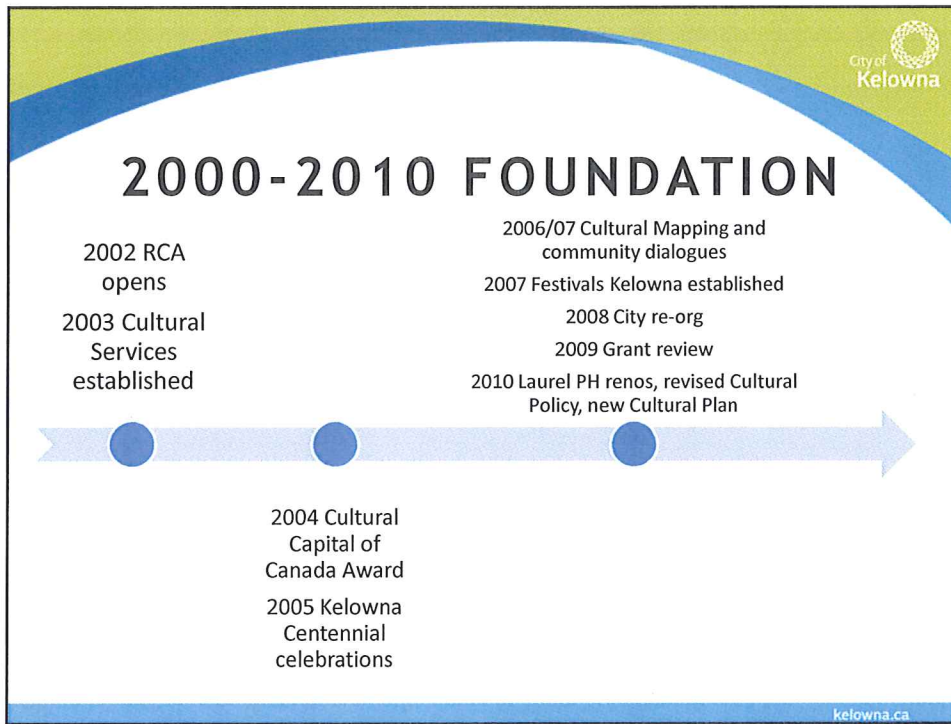 City of
Kelowna
2000-2010 FOUNDATION
2002 RCA
opens
2003 Cultural
Services
established
2004 Cultural
Capital of
Canada Award
2005 Kelowna
Centennial
celebrations
2006/07 Cultural Mapping and
community dialogues
2007 Festivals Kelowna established
2008 City re-org
2009 Grant review
2010 Laurel PH renos, revised Cultural
Policy, new Cultural Plan
kelowna.ca